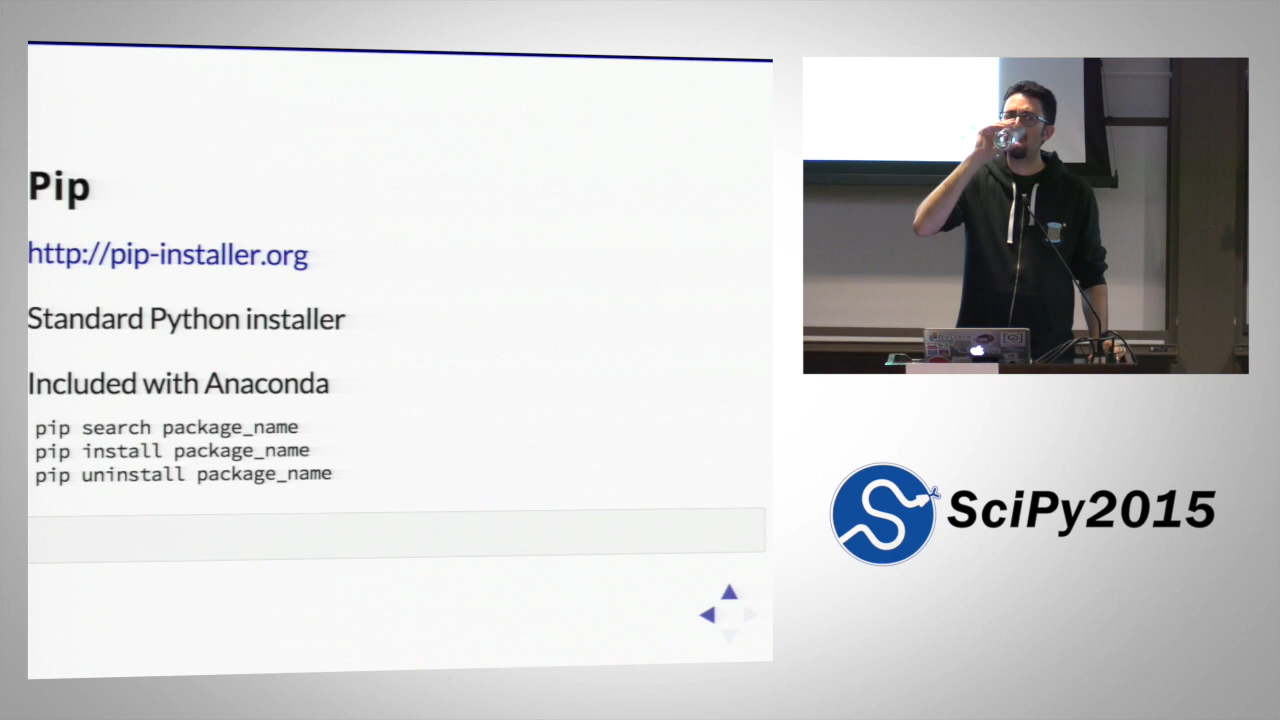 Pip
http://pip-installer.org
Standard Python installer
Included with Anaconda
pip search package_name
pip install package_name
pip uninstall package_name
SciPy2015